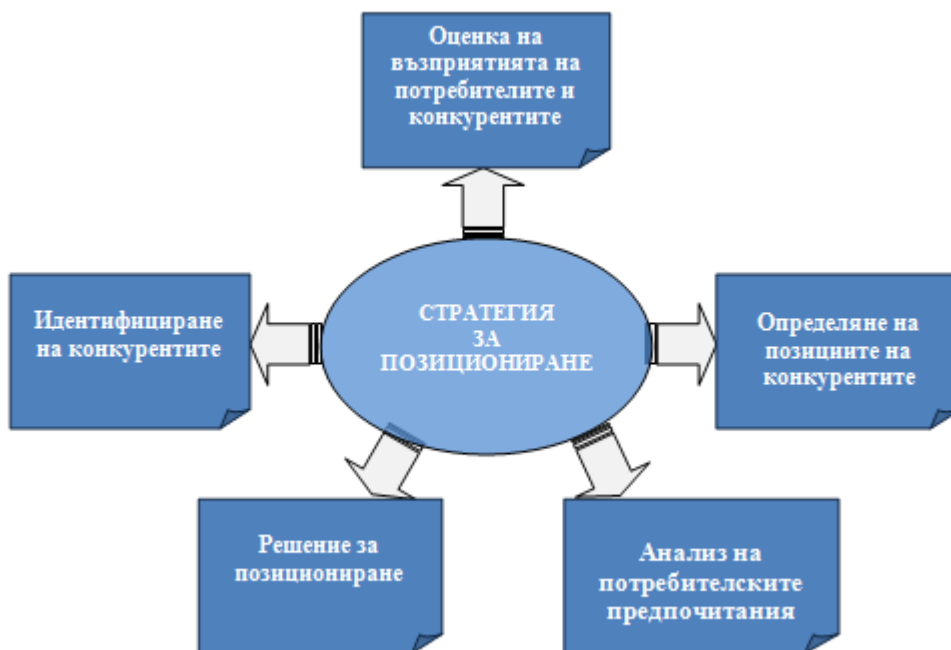 Оценка на
възприятията на
потребителите и
конкурентите
Идентифициране
на конкурентите
СТРАТЕГИЯ
ЗА
ПОЗИЦИОНИРАНЕ
Определяне на
позициите на
конкурентите
Решение за
позициониране
Анализ на
потребителските
предпочитания